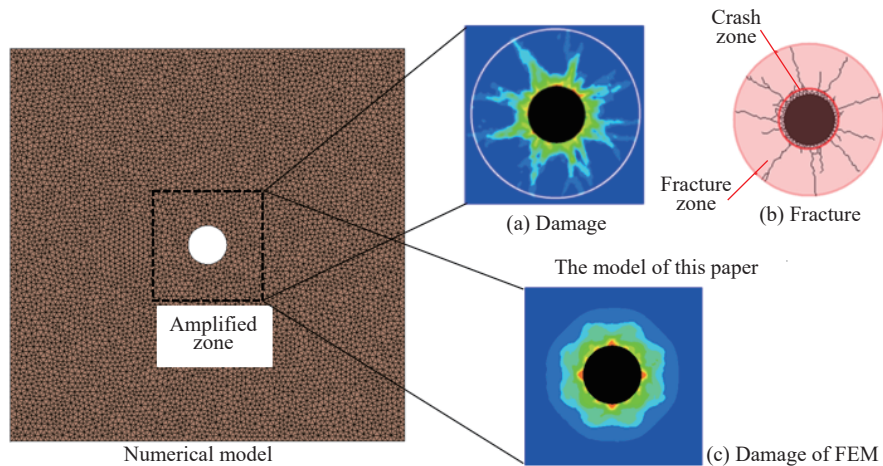 Crash
zone
Fracture
zone
(a) Damage
(b) Fracture
The model of this paper
Amplified
zone
Numerical model
(c) Damage of FEM